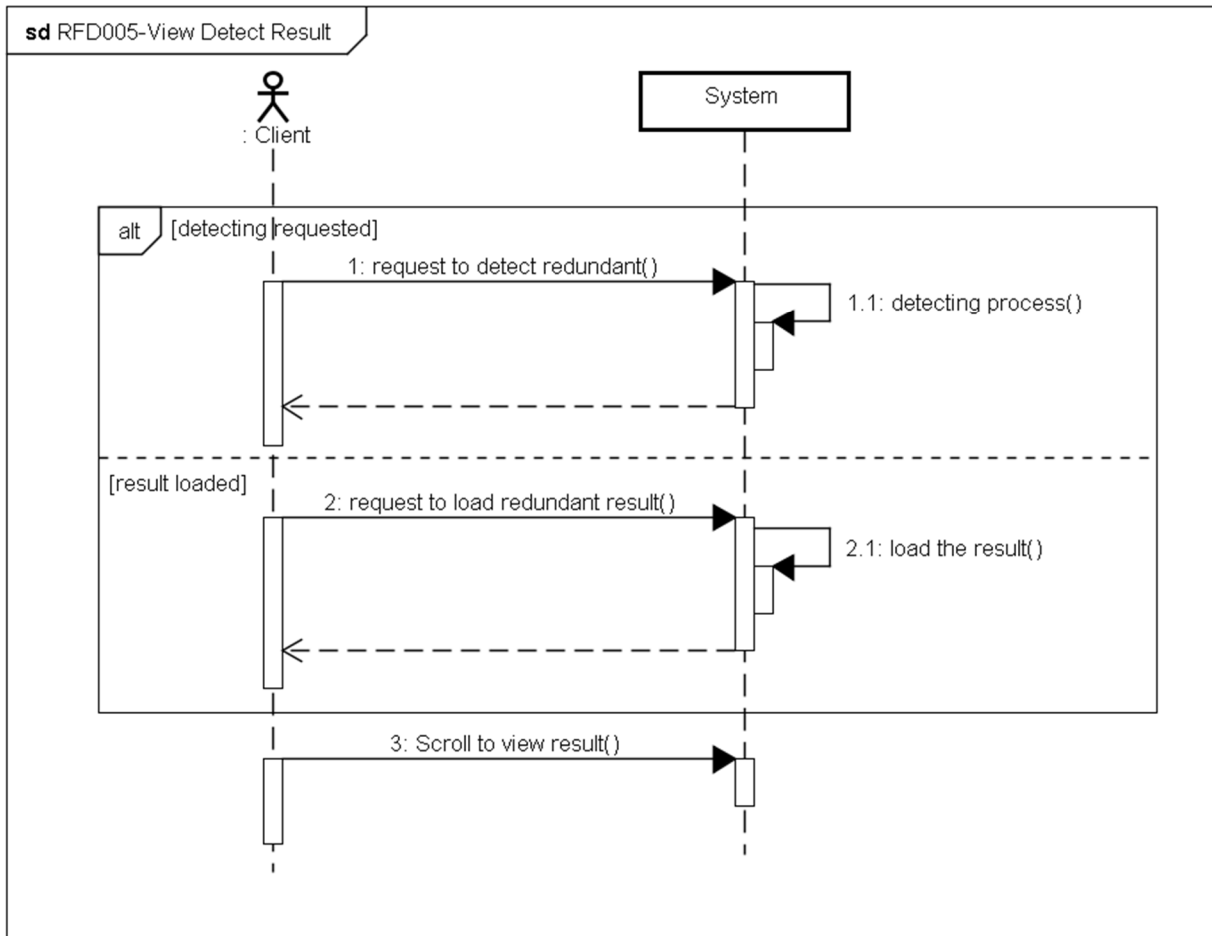 sd RFD005-View Detect Result
: Client
System
alt
[detecting requested]
1: request to detect redundant()
1.1: detecting process()
[result loaded]
2: request to load redundant result()
2.1: load the result()
3: Scroll to view result()